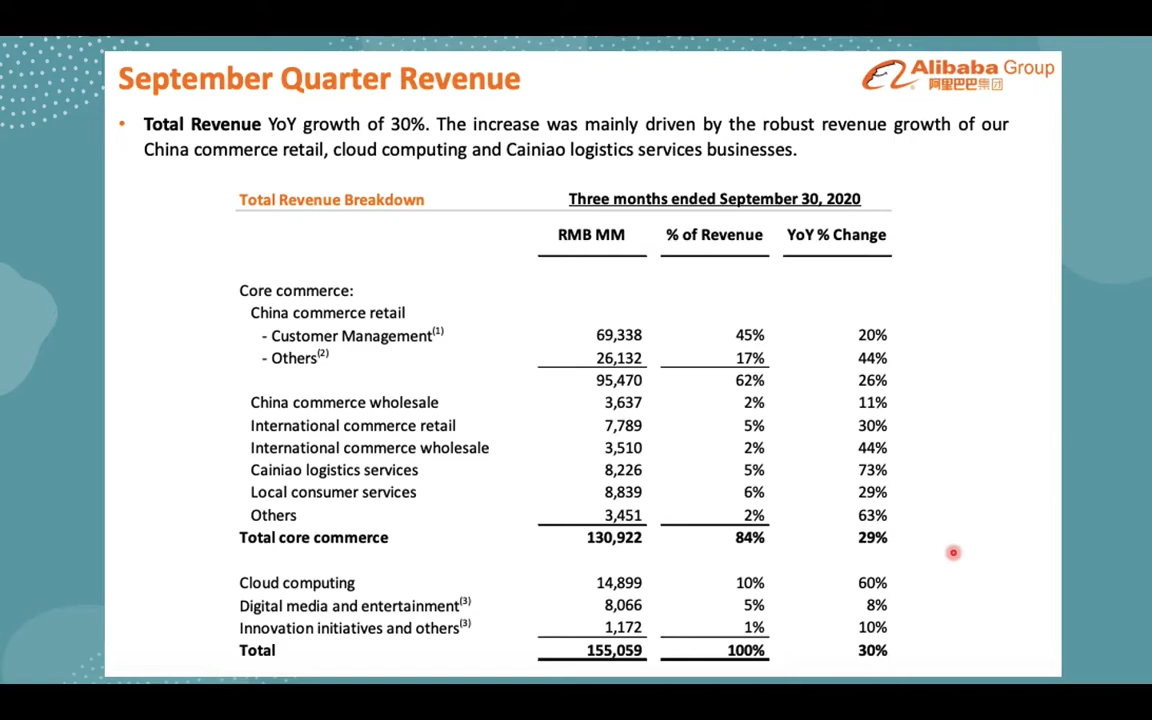 September Quarter Revenue
Alibaba Group
阿里巴巴集团
• Total Revenue YoY growth of 30%. The increase was mainly driven by the robust revenue growth of our
China commerce retail, cloud computing and Cainiao logistics services businesses.
Total Revenue Breakdown Three months ended September 30, 2020
RMB MM % of Revenue YoY % Change
Core commerce:
China commerce retail
- Customer Management(1) 69,338 45% 20%
- Others(2) 26,132 17% 44%
95,470 62% 26%
China commerce wholesale 3,637 2% 11%
International commerce retail 7,789 5% 30%
International commerce wholesale 3,510 2% 44%
Cainiao logistics services 8,226 5% 73%
Local consumer services 8,839 6% 29%
Others 3,451 2% 63%
Total core commerce 130,922 84% 29%
Cloud computing 14,899 10% 60%
Digital media and entertainment(3) 8,066 5% 8%
Innovation initiatives and others(3) 1,172 1% 10%
Total 155,059 100% 30%